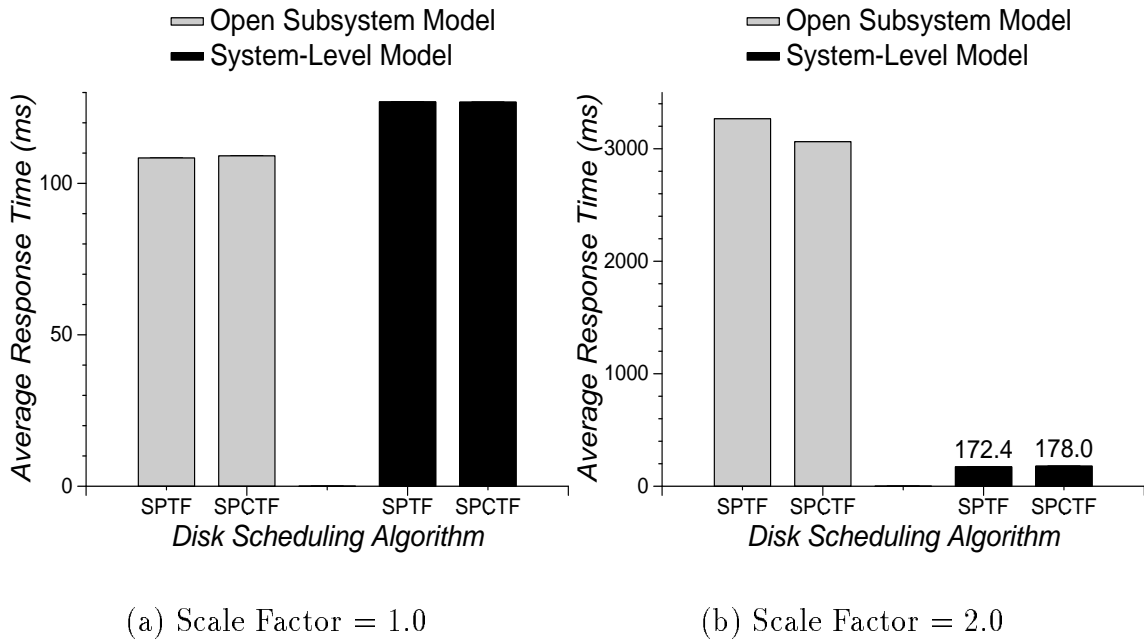 Open Subsystem Model
System-Level Model
Average Response Time (ms)
100
50
0
SPTF SPCTF SPTF SPCTF
Disk Scheduling Algorithm
(a) Scale Factor = 1.0
Open Subsystem Model
System-Level Model
Average Response Time (ms)
3000
2000
1000
0
172.4 178.0
SPTF SPCTF SPTF SPCTF
Disk Scheduling Algorithm
(b) Scale Factor = 2.0